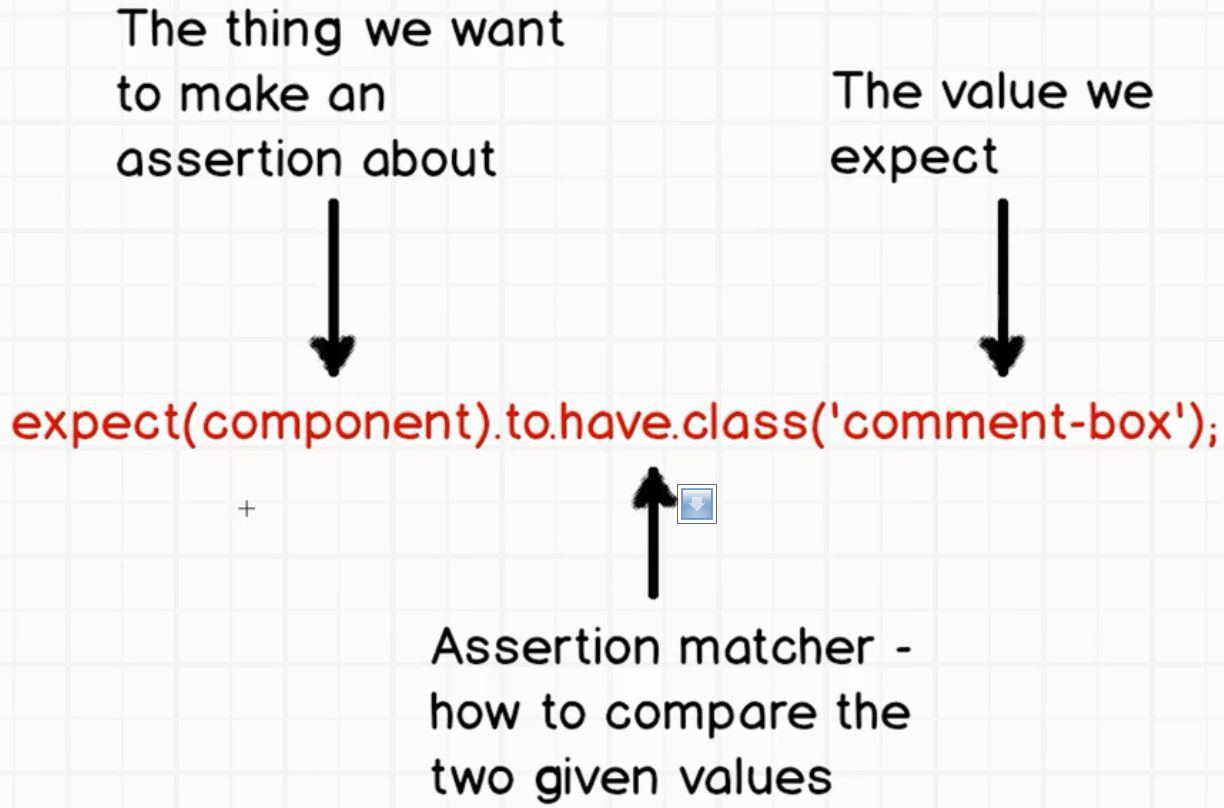 The thing we want
to make an
assertion about
The value we
expect
expect(component).to.have.class('comment-box');
Assertion matcher -
how to compare the
two given values